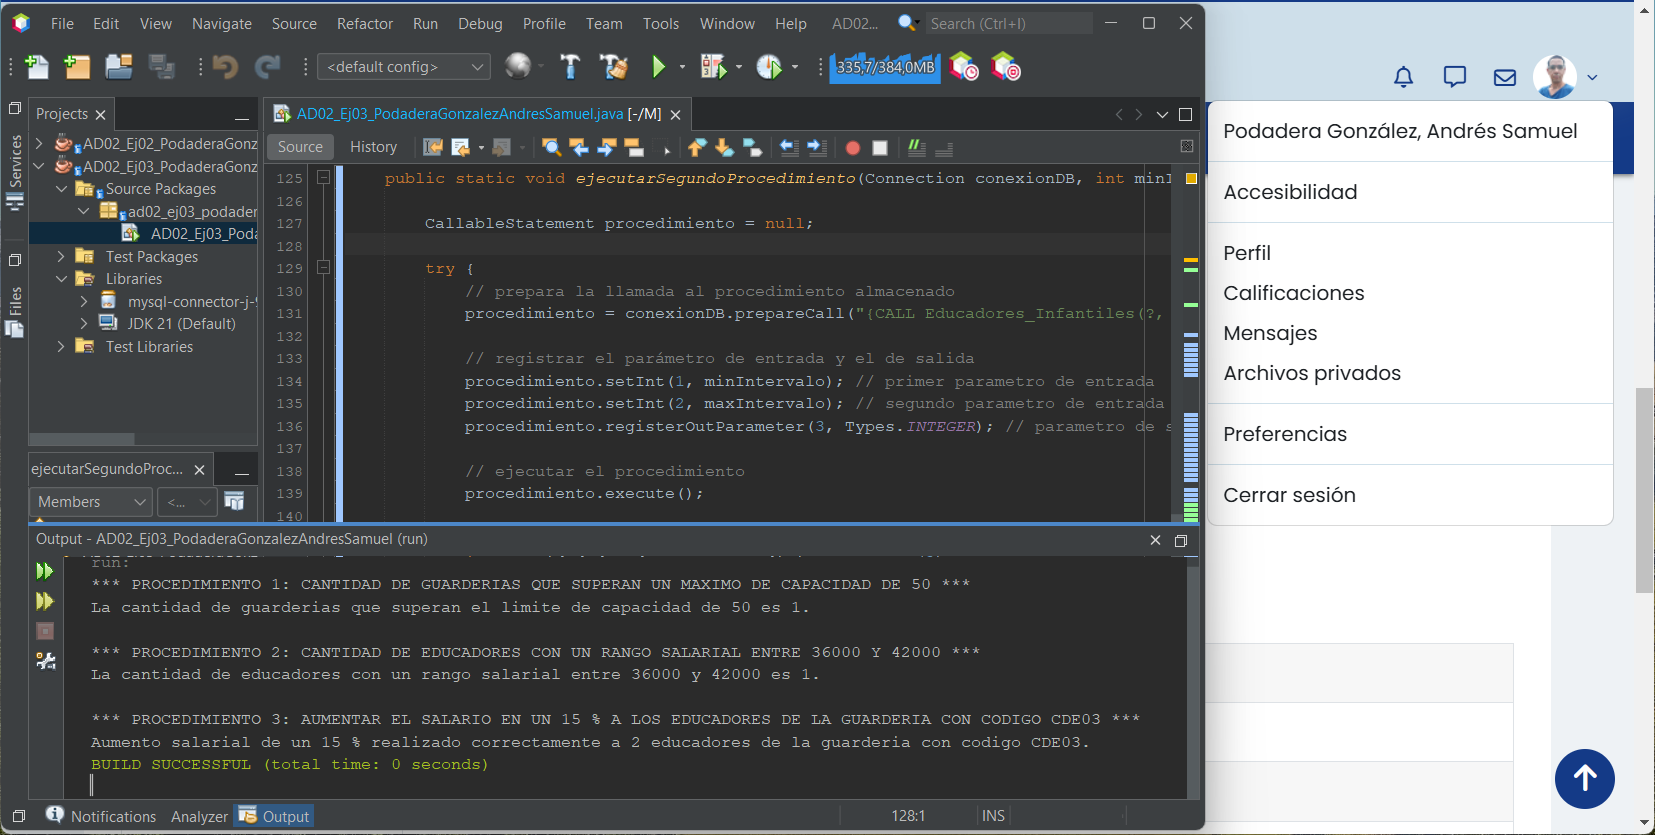 File Edit View Navigate Source Refactor Run Debug Profile Team Tools Window Help AD02... Search (Ctrl+I)
<default config> 335,7/384,0MB
Projects
AD02_Ej03_PodaderaGonzalezAndresSamuel.java [-/M]
Services
Files
AD02_Ej02_PodaderaGonz
AD02_Ej03_PodaderaGonz
Source Packages
ad02_ej03_podader
AD02_Ej03_Poda
Test Packages
Libraries
mysql-connector-j-9
JDK 21 (Default)
Test Libraries
ejecutarSegundoProc...
Members <...
Source History
125 public static void ejecutarSegundoProcedimiento(Connection conexionDB, int minI
126
127 CallableStatement procedimiento = null;
128
129 try {
130 // prepara la llamada al procedimiento almacenado
131 procedimiento = conexionDB.prepareCall("{CALL Educadores_Infantiles(?,
132
133 // registrar el parámetro de entrada y el de salida
134 procedimiento.setInt(1, minIntervalo); // primer parametro de entrada
135 procedimiento.setInt(2, maxIntervalo); // segundo parametro de entrada
136 procedimiento.registerOutParameter(3, Types.INTEGER); // parametro de s
137
138 // ejecutar el procedimiento
139 procedimiento.execute();
140
Output - AD02_Ej03_PodaderaGonzalezAndresSamuel (run)
run:
*** PROCEDIMIENTO 1: CANTIDAD DE GUARDERIAS QUE SUPERAN UN MAXIMO DE CAPACIDAD DE 50 ***
La cantidad de guarderias que superan el limite de capacidad de 50 es 1.
*** PROCEDIMIENTO 2: CANTIDAD DE EDUCADORES CON UN RANGO SALARIAL ENTRE 36000 Y 42000 ***
La cantidad de educadores con un rango salarial entre 36000 y 42000 es 1.
*** PROCEDIMIENTO 3: AUMENTAR EL SALARIO EN UN 15 % A LOS EDUCADORES DE LA GUARDERIA CON CODIGO CDE03 ***
Aumento salarial de un 15 % realizado correctamente a 2 educadores de la guarderia con codigo CDE03.
BUILD SUCCESSFUL (total time: 0 seconds)
Notifications Analyzer Output 128:1 INS
Podadera González, Andrés Samuel
Accesibilidad
Perfil
Calificaciones
Mensajes
Archivos privados
Preferencias
Cerrar sesión